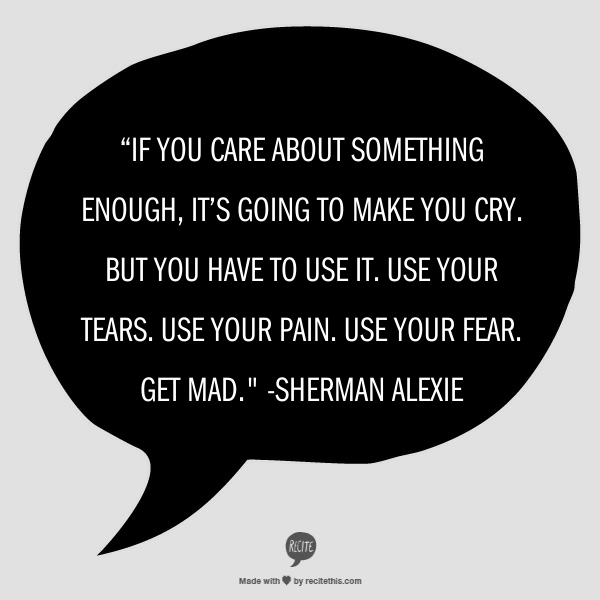 “IF YOU CARE ABOUT SOMETHING
ENOUGH, IT’S GOING TO MAKE YOU CRY.
BUT YOU HAVE TO USE IT. USE YOUR
TEARS. USE YOUR PAIN. USE YOUR FEAR.
GET MAD." -SHERMAN ALEXIE
RECITE
Made with ♥ by recitethis.com